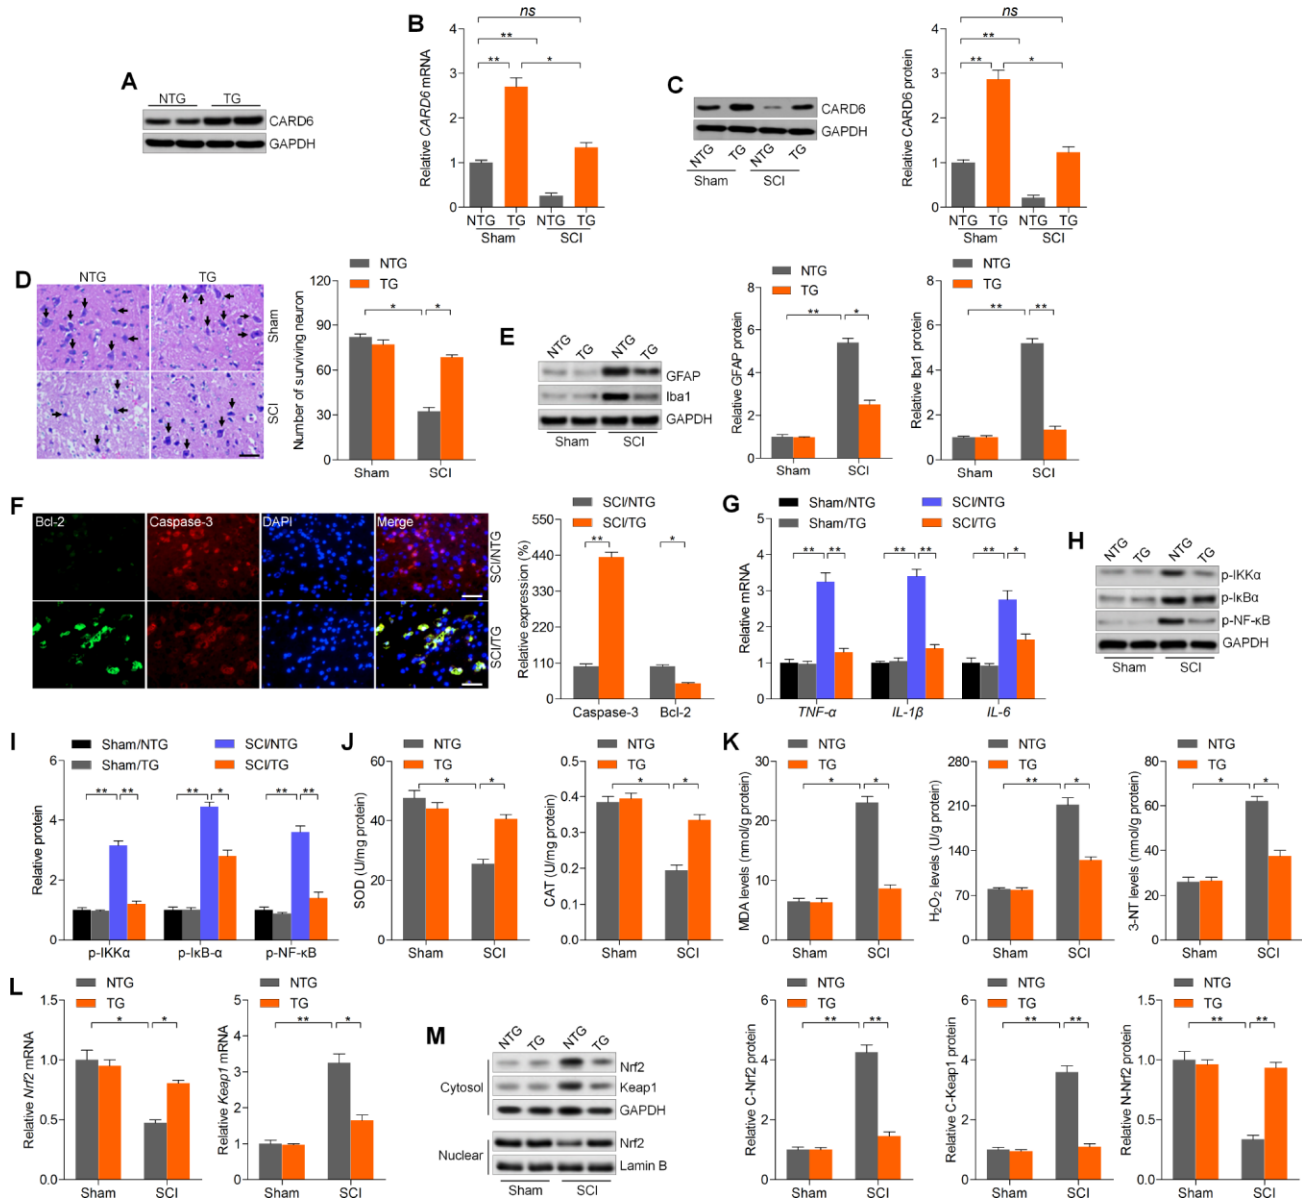 A
NTG TG
CARD6
GAPDH
B
Relative CARD6 mRNA
4
3
2
1
0
ns
**
** *
NTG TG NTG TG
Sham SCI
C
CARD6
GAPDH
NTG TG NTG TG
Sham SCI
Relative CARD6 protein
4
3
2
1
0
ns
**
** *
NTG TG NTG TG
Sham SCI
D
NTG TG
Sham
SCI
NTG
TG
Number of surviving neuron
120
90
60
30
0
* *
Sham SCI
E
NTG TG NTG TG
GFAP
Iba1
GAPDH
Sham SCI
NTG
TG
Relative GFAP protein
8
6
4
2
0
** *
Sham SCI
NTG
TG
Relative Iba1 protein
8
6
4
2
0
** **
Sham SCI
F
Bcl-2 Caspase-3 DAPI Merge
SCI/NTG
SCI/TG
SCI/NTG
SCI/TG
Relative expression (%)
550
440
330
220
110
0
** *
Caspase-3 Bcl-2
G
Sham/NTG SCI/NTG
Sham/TG SCI/TG
Relative mRNA
5
4
3
2
1
0
** ** ** ** ** *
TNF-α IL-1β IL-6
H
NTG TG NTG TG
p-IKKα
p-IκBα
p-NF-κB
GAPDH
Sham SCI
I
Sham/NTG SCI/NTG
Sham/TG SCI/TG
Relative protein
6
4
2
0
** ** ** * ** **
p-IKKα p-IκB-α p-NF-κB
J
NTG
TG
SOD (U/mg protein)
60
40
20
0
* *
Sham SCI
NTG
TG
CAT (U/mg protein)
0.5
0.4
0.3
0.2
0.1
0.0
* *
Sham SCI
K
NTG
TG
MDA levels (nmol/g protein)
30
20
10
0
* *
Sham SCI
NTG
TG
H₂O₂ levels (U/g protein)
280
210
140
70
0
** *
Sham SCI
NTG
TG
3-NT levels (nmol/g protein)
80
60
40
20
0
* *
Sham SCI
L
NTG
TG
Relative Nrf2 mRNA
1.5
1.0
0.5
0.0
* *
Sham SCI
NTG
TG
Relative Keap1 mRNA
5
4
3
2
1
0
** *
Sham SCI
M
NTG TG NTG TG
Cytosol
Nrf2
Keap1
GAPDH
Nuclear
Nrf2
Lamin B
Sham SCI
NTG
TG
Relative C-Nrf2 protein
6
4
2
0
** **
Sham SCI
NTG
TG
Relative C-Keap1 protein
6
4
2
0
** **
Sham SCI
NTG
TG
Relative N-Nrf2 protein
1.5
1.0
0.5
0.0
** **
Sham SCI